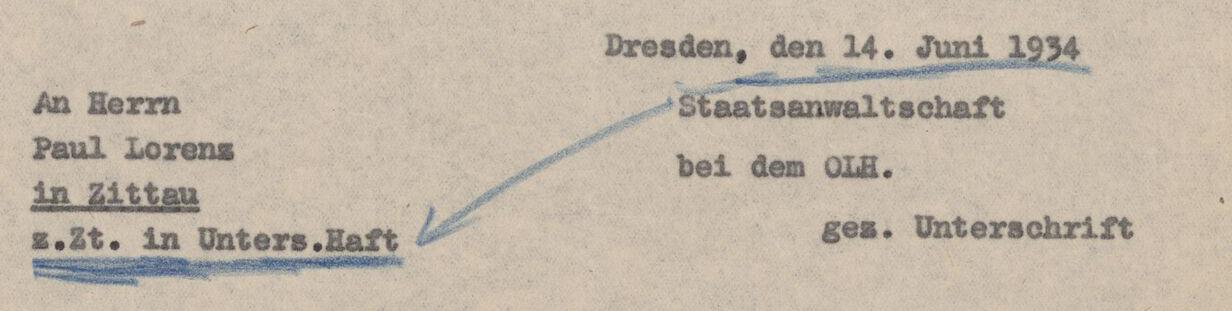 Dresden, den 14. Juni 1934
Staatsanwaltschaft
bei dem OLH.
gez. Unterschrift
An Herrn
Paul Lorenz
in Zittau
z.Zt. in Unters.Haft